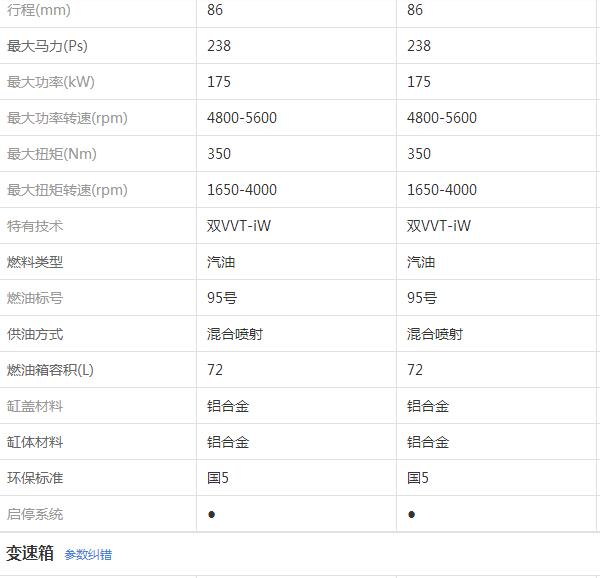 行程(mm) 86 86
最大马力(Ps) 238 238
最大功率(kW) 175 175
最大功率转速(rpm) 4800-5600 4800-5600
最大扭矩(Nm) 350 350
最大扭矩转速(rpm) 1650-4000 1650-4000
特有技术 双VVT-iW 双VVT-iW
燃料类型 汽油 汽油
燃油标号 95号 95号
供油方式 混合喷射 混合喷射
燃油箱容积(L) 72 72
缸盖材料 铝合金 铝合金
缸体材料 铝合金 铝合金
环保标准 国5 国5
启停系统 ● ●
变速箱 参数纠错